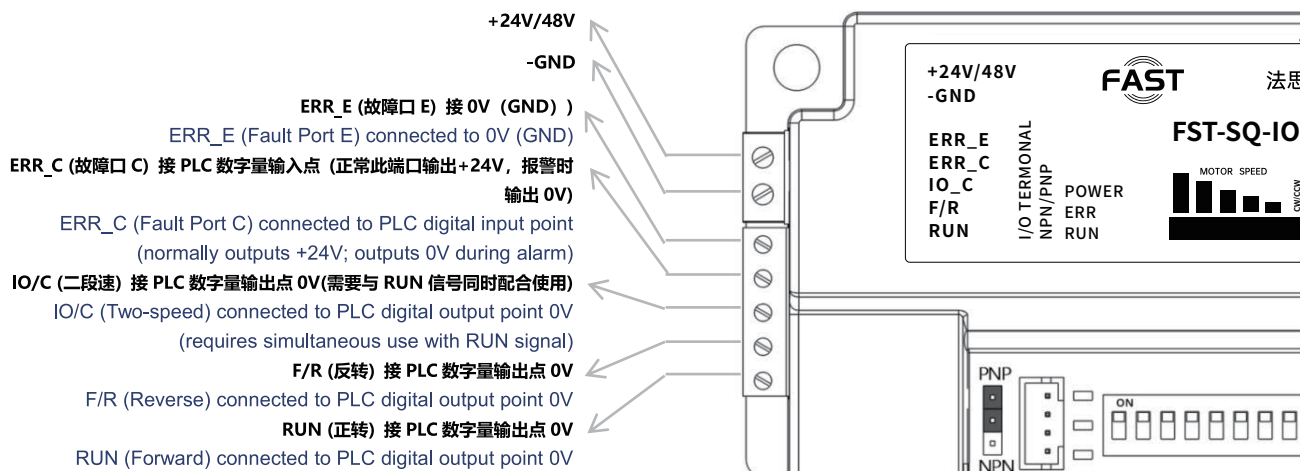 +24V/48V
-GND
ERR_E (故障口 E) 接 0V（GND））
ERR_E (Fault Port E) connected to 0V (GND)
ERR_C (故障口 C) 接 PLC 数字量输入点 (正常此端口输出+24V，报警时
输出 0V)
ERR_C (Fault Port C) connected to PLC digital input point
(normally outputs +24V; outputs 0V during alarm)
IO/C (二段速) 接 PLC 数字量输出点 0V(需要与 RUN 信号同时配合使用)
IO/C (Two-speed) connected to PLC digital output point 0V
(requires simultaneous use with RUN signal)
F/R (反转) 接 PLC 数字量输出点 0V
F/R (Reverse) connected to PLC digital output point 0V
RUN (正转) 接 PLC 数字量输出点 0V
RUN (Forward) connected to PLC digital output point 0V
+24V/48V
-GND
ERR_E
ERR_C
IO_C
F/R
RUN
I/O TERMONAL
NPN/PNP
POWER
ERR
RUN
FAST
法思
FST-SQ-IO
MOTOR SPEED
CW/CCW
PNP
NPN
ON